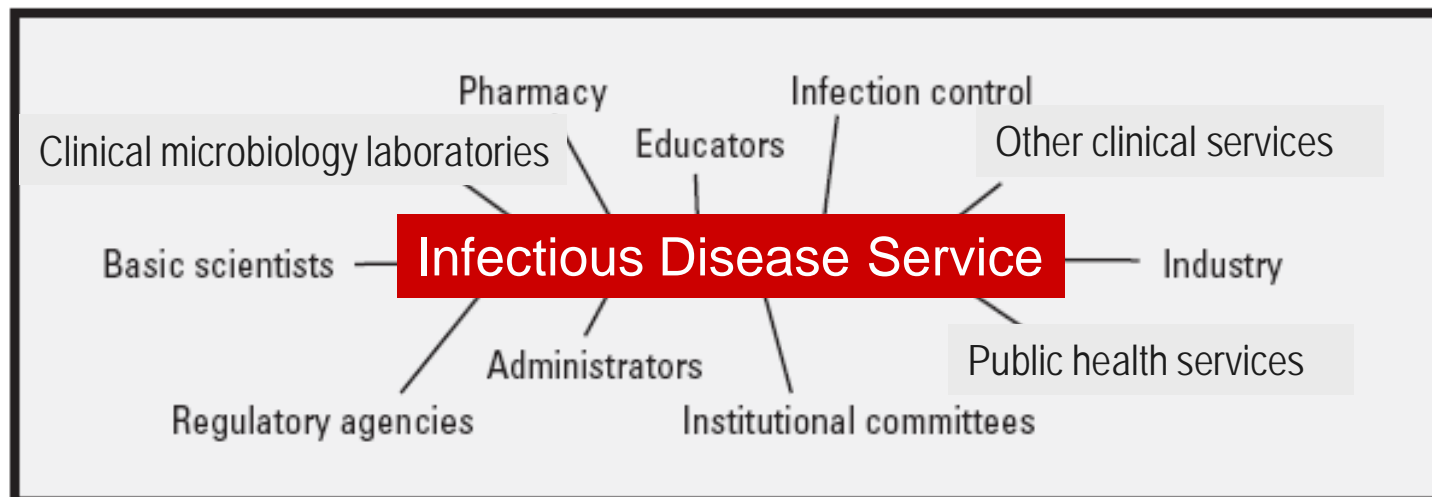 Pharmacy
Infection control
Clinical microbiology laboratories
Educators
Other clinical services
Basic scientists
Infectious Disease Service
Industry
Administrators
Public health services
Regulatory agencies
Institutional committees